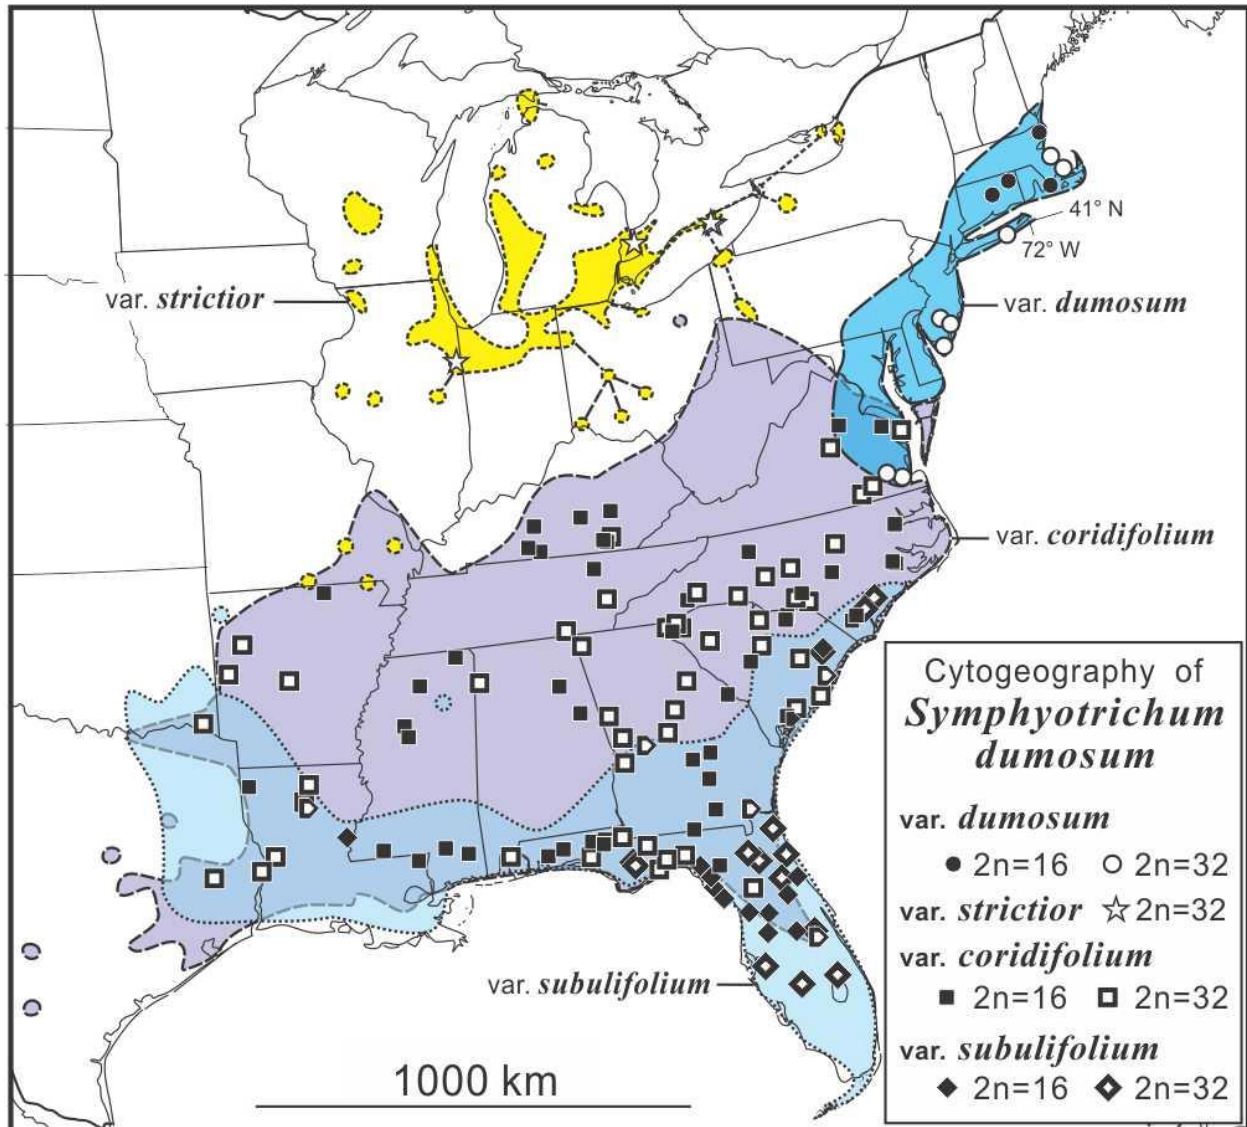 41° N
72° W
var. strictior
var. dumosum
var. coridifolium
var. subulifolium
1000 km
Cytogeography of
Symphyotrichum
dumosum
var. dumosum
2n=16 2n=32
var. strictior 2n=32
var. coridifolium
2n=16 2n=32
var. subulifolium
2n=16 2n=32